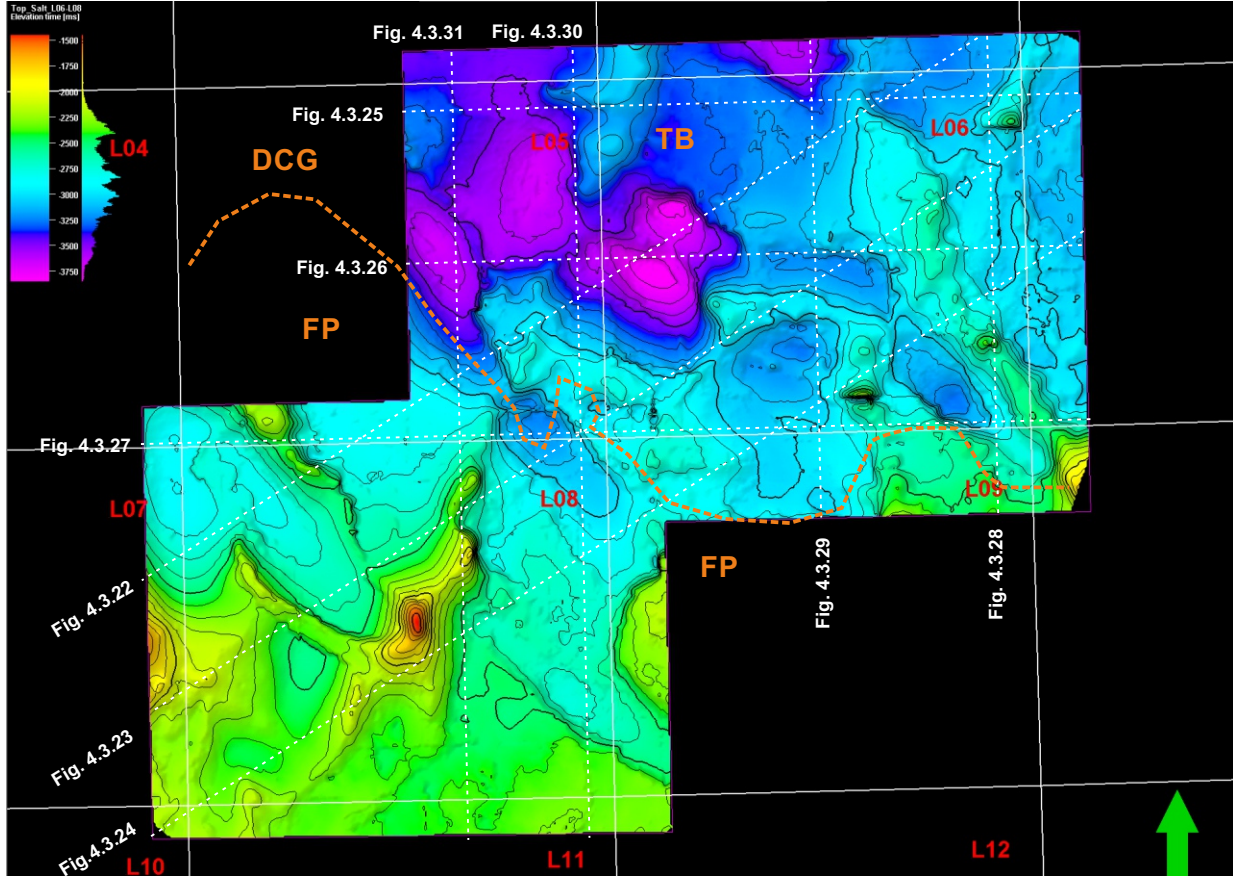 Top_Salt_L06-L08
Elevation time [ms]
-1500
-1750
-2000
-2250
-2500
-2750
-3000
-3250
-3500
-3750
Fig. 4.3.31
Fig. 4.3.30
Fig. 4.3.25
L04
DCG
L05
TB
L06
Fig. 4.3.26
FP
Fig. 4.3.27
L07
L08
L09
FP
Fig. 4.3.29
Fig. 4.3.28
Fig. 4.3.22
Fig. 4.3.23
Fig.4.3.24
L10
L11
L12